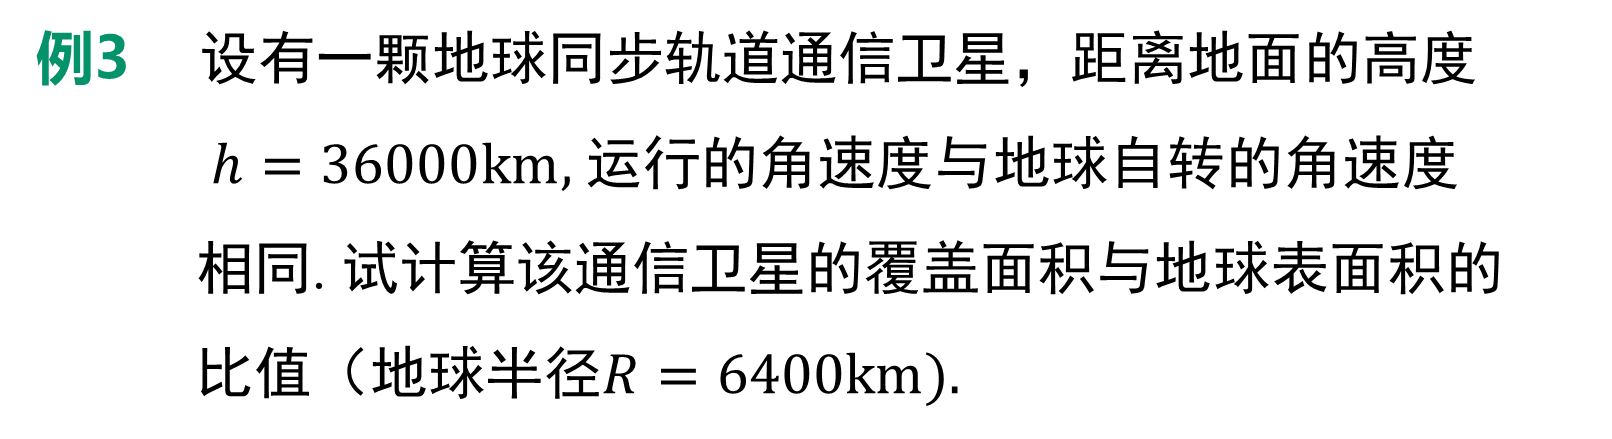 例3 设有一颗地球同步轨道通信卫星，距离地面的高度
h = 36000km, 运行的角速度与地球自转的角速度
相同. 试计算该通信卫星的覆盖面积与地球表面积的
比值（地球半径R = 6400km).